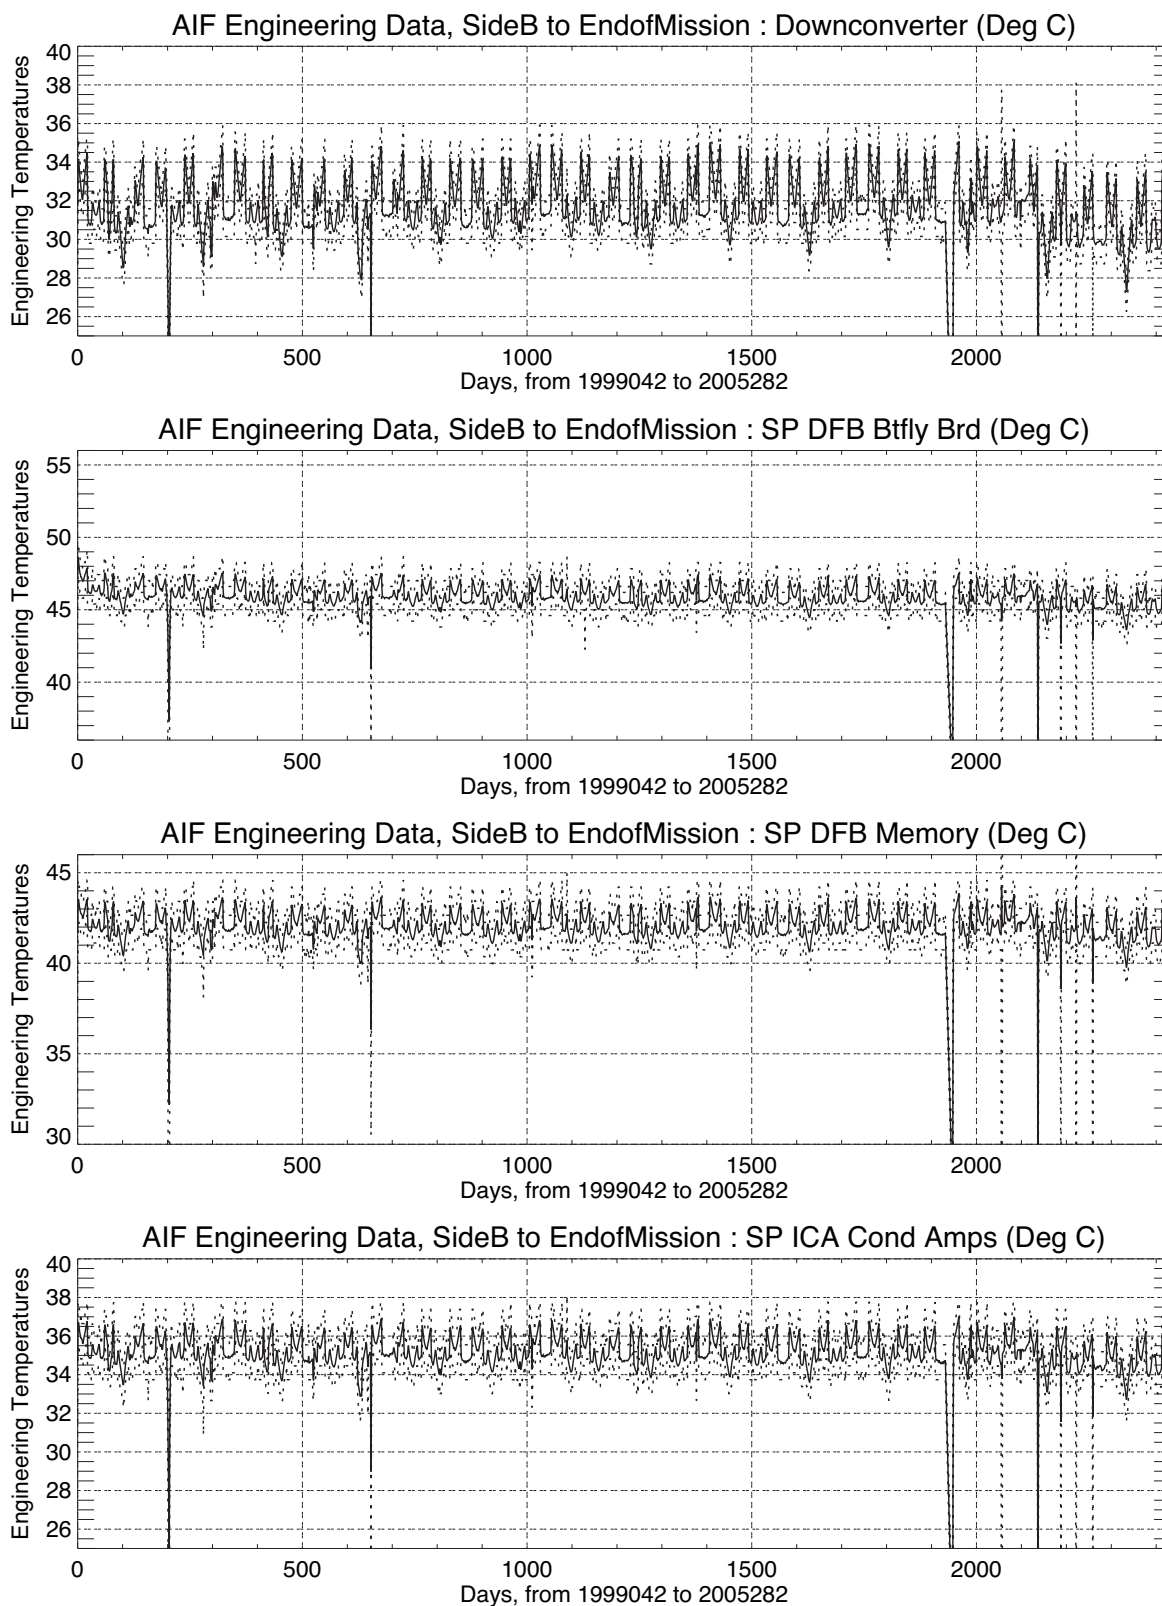 AIF Engineering Data, SideB to EndofMission : Downconverter (Deg C)
Engineering Temperatures
40
38
36
34
32
30
28
26
0 500 1000 1500 2000
Days, from 1999042 to 2005282
AIF Engineering Data, SideB to EndofMission : SP DFB Btfly Brd (Deg C)
Engineering Temperatures
55
50
45
40
0 500 1000 1500 2000
Days, from 1999042 to 2005282
AIF Engineering Data, SideB to EndofMission : SP DFB Memory (Deg C)
Engineering Temperatures
45
40
35
30
0 500 1000 1500 2000
Days, from 1999042 to 2005282
AIF Engineering Data, SideB to EndofMission : SP ICA Cond Amps (Deg C)
Engineering Temperatures
40
38
36
34
32
30
28
26
0 500 1000 1500 2000
Days, from 1999042 to 2005282